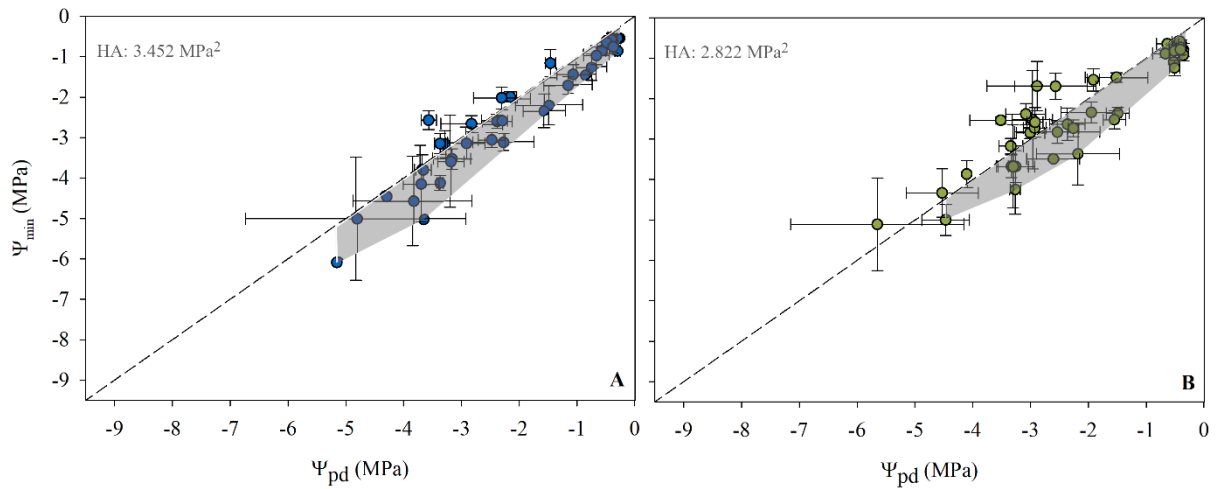 0
-1
-2
-3
-4
-5
-6
-7
-8
-9
Ψmin (MPa)
HA: 3.452 MPa²
A
-9 -8 -7 -6 -5 -4 -3 -2 -1 0
Ψpd (MPa)
HA: 2.822 MPa²
B
-9 -8 -7 -6 -5 -4 -3 -2 -1 0
Ψpd (MPa)